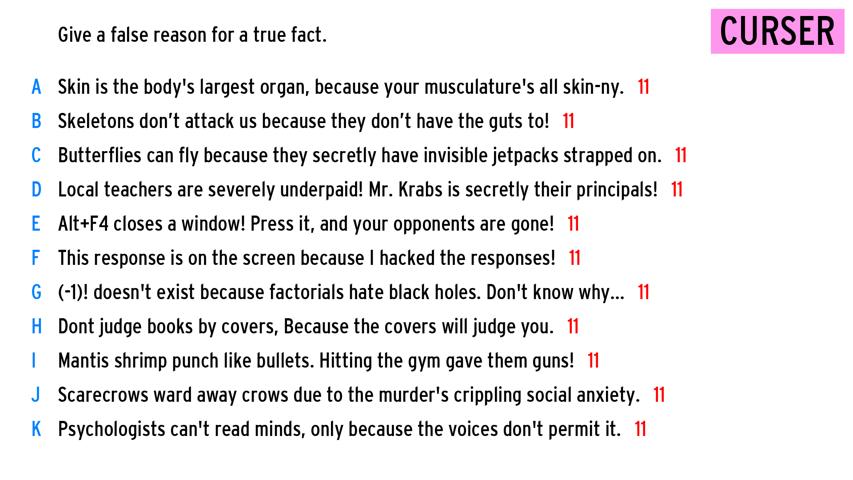 Give a false reason for a true fact.
CURSER
A Skin is the body's largest organ, because your musculature's all skin-ny. 11
B Skeletons don’t attack us because they don’t have the guts to! 11
C Butterflies can fly because they secretly have invisible jetpacks strapped on. 11
D Local teachers are severely underpaid! Mr. Krabs is secretly their principals! 11
E Alt+F4 closes a window! Press it, and your opponents are gone! 11
F This response is on the screen because I hacked the responses! 11
G (-1)! doesn't exist because factorials hate black holes. Don't know why... 11
H Dont judge books by covers, Because the covers will judge you. 11
I Mantis shrimp punch like bullets. Hitting the gym gave them guns! 11
J Scarecrows ward away crows due to the murder's crippling social anxiety. 11
K Psychologists can't read minds, only because the voices don't permit it. 11